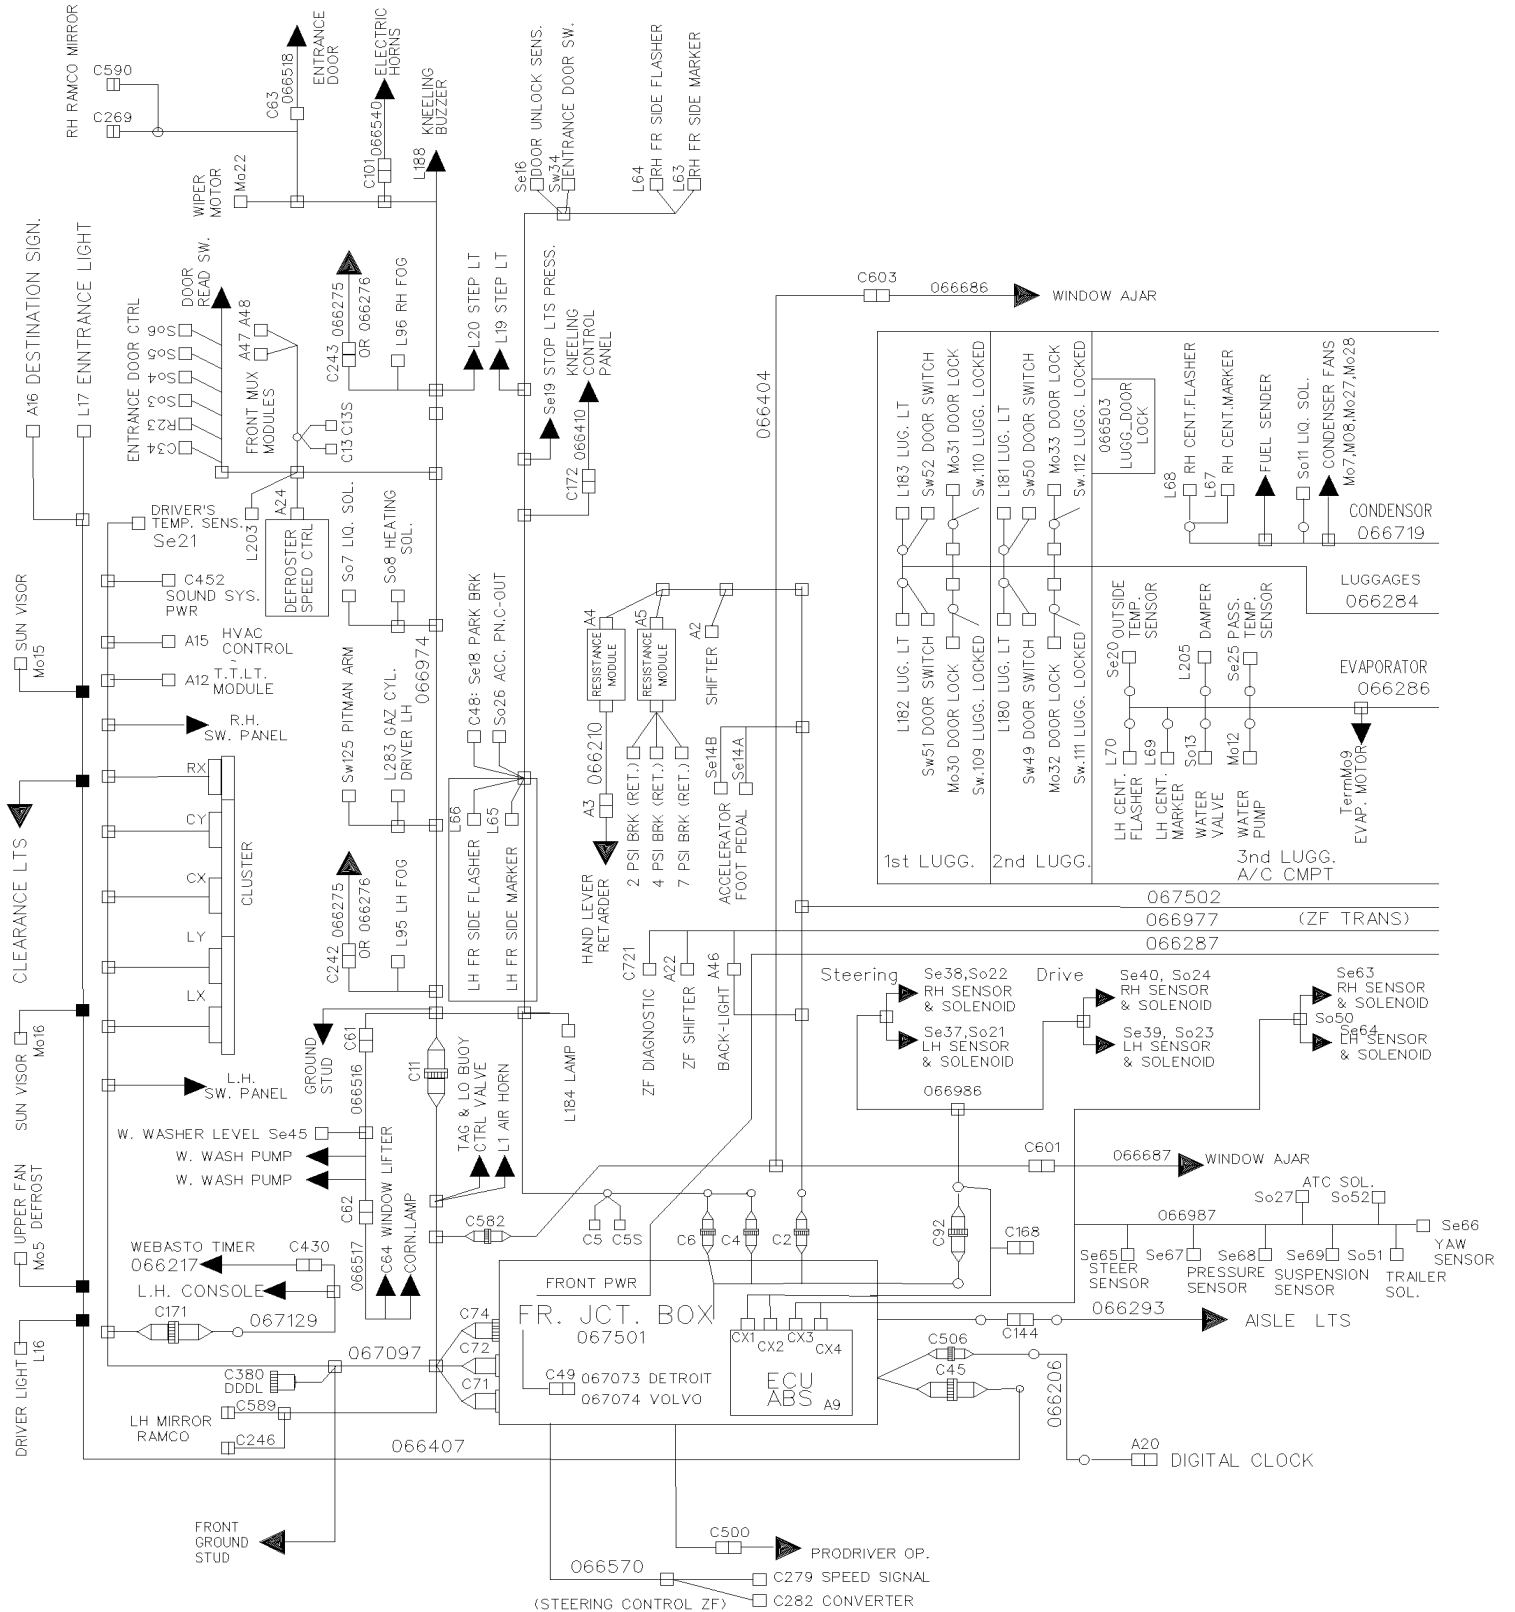 RH RAMCO MIRROR
C590
C269
C63
066518
ENTRANCE
DOOR
ELECTRIC
HORNS
C101
066540
L188
KNEELING
BUZZER
WIPER
MOTOR
Mo22
Se16
DOOR UNLOCK SENS.
Sw34
ENTRANCE DOOR SW.
L64
RH FR SIDE FLASHER
L63
RH FR SIDE MARKER
A16 DESTINATION SIGN.
L17 ENNTRANCE LIGHT
ENTRANCE DOOR CTRL
So6
So5
So4
So3
R23
C34
DOOR
READ SW.
A47
A48
FRONT MUX
MODULES
C13
C13S
C243
066275
OR 066276
L96 RH FOG
L20 STEP LT
L19 STEP LT
Se19 STOP LTS PRESS.
KNEELING
CONTROL
PANEL
C172
066410
C603
066686
WINDOW AJAR
066404
DRIVER'S
TEMP. SENS.
Se21
L203
A24
DEFROSTER
SPEED CTRL
So7 LIQ. SOL.
So8 HEATING
SOL.
SUN VISOR
Mo15
C452
SOUND SYS.
PWR
A15
HVAC
CONTROL
A12
T.T.LT.
MODULE
R.H.
SW. PANEL
066974
Sw125 PITMAN ARM
L283 GAZ CYL.
DRIVER LH
C48: Se18 PARK BRK
So26 ACC. PN.C-OUT
A4
RESISTANCE
MODULE
A5
RESISTANCE
MODULE
A2
SHIFTER
A3
066210
HAND LEVER
RETARDER
2 PSI BRK (RET.)
4 PSI BRK (RET.)
7 PSI BRK (RET.)
Se14B
Se14A
ACCELERATOR
FOOT PEDAL
L183 LUG. LT
Sw52 DOOR SWITCH
Mo31 DOOR LOCK
Sw.110 LUGG. LOCKED
L181 LUG. LT
Sw50 DOOR SWITCH
Mo33 DOOR LOCK
Sw.112 LUGG. LOCKED
066503
LUGG_DOOR
LOCK
L68
RH CENT.FLASHER
L67
RH CENT.MARKER
FUEL SENDER
So11 LIQ. SOL.
CONDENSER FANS
Mo7,MO8,Mo27,Mo28
CONDENSOR
066719
LUGGAGES
066284
L182 LUG. LT
Sw51 DOOR SWITCH
Mo30 DOOR LOCK
Sw.109 LUGG. LOCKED
L180 LUG. LT
Sw49 DOOR SWITCH
Mo32 DOOR LOCK
Sw.111 LUGG. LOCKED
Se20 OUTSIDE
TEMP.
SENSOR
L205
DAMPER
Se25 PASS.
TEMP.
SENSOR
EVAPORATOR
066286
L70
LH CENT.
FLASHER
L69
LH CENT.
MARKER
So13
WATER
VALVE
Mo12
WATER
PUMP
TermMo9
EVAP. MOTOR
1st LUGG.
2nd LUGG.
3nd LUGG.
A/C CMPT
067502
066977
(ZF TRANS)
066287
CLEARANCE LTS
RX
CY
CX
LY
LX
CLUSTER
L.H.
SW. PANEL
C242
066275
OR 066276
L95 LH FOG
L66
LH FR SIDE FLASHER
L65
LH FR SIDE MARKER
C721
ZF DIAGNOSTIC
A22
ZF SHIFTER
A46
BACK-LIGHT
Steering
Se38,So22
RH SENSOR
& SOLENOID
Se37,So21
LH SENSOR
& SOLENOID
Drive
Se40, So24
RH SENSOR
& SOLENOID
Se39, So23
LH SENSOR
& SOLENOID
Se63
RH SENSOR
& SOLENOID
So50
Se64
LH SENSOR
& SOLENOID
SUN VISOR
Mo16
GROUND
STUD
C61
C11
066516
TAG & LO BUOY
CTRL VALVE
L1 AIR HORN
L184 LAMP
W. WASHER LEVEL Se45
W. WASH PUMP
W. WASH PUMP
C62
066517
C64 WINDOW LIFTER
CORN.LAMP
C582
C5
C5S
C6
C4
C2
C92
066986
C601
066687
WINDOW AJAR
C168
066987
ATC SOL.
So27
So52
Se66
YAW
SENSOR
Se65
STEER
SENSOR
Se67
PRESSURE
SENSOR
Se68
Se69
SUSPENSION
SENSOR
So51
TRAILER
SOL.
UPPER FAN
DEFROST
Mo5
WEBASTO TIMER
066217
C430
L.H. CONSOLE
C171
067129
067097
C380
DDDL
C589
LH MIRROR
RAMCO
C246
DRIVER LIGHT
L16
C74
C72
C71
FRONT PWR
FR. JCT. BOX
067501
C49
067073 DETROIT
067074 VOLVO
CX1
CX2
CX3
CX4
ECU
ABS
A9
066293
C144
AISLE LTS
C506
C45
066206
A20
DIGITAL CLOCK
066407
FRONT
GROUND
STUD
C500
PRODRIVER OP.
066570
C279 SPEED SIGNAL
C282 CONVERTER
(STEERING CONTROL ZF)